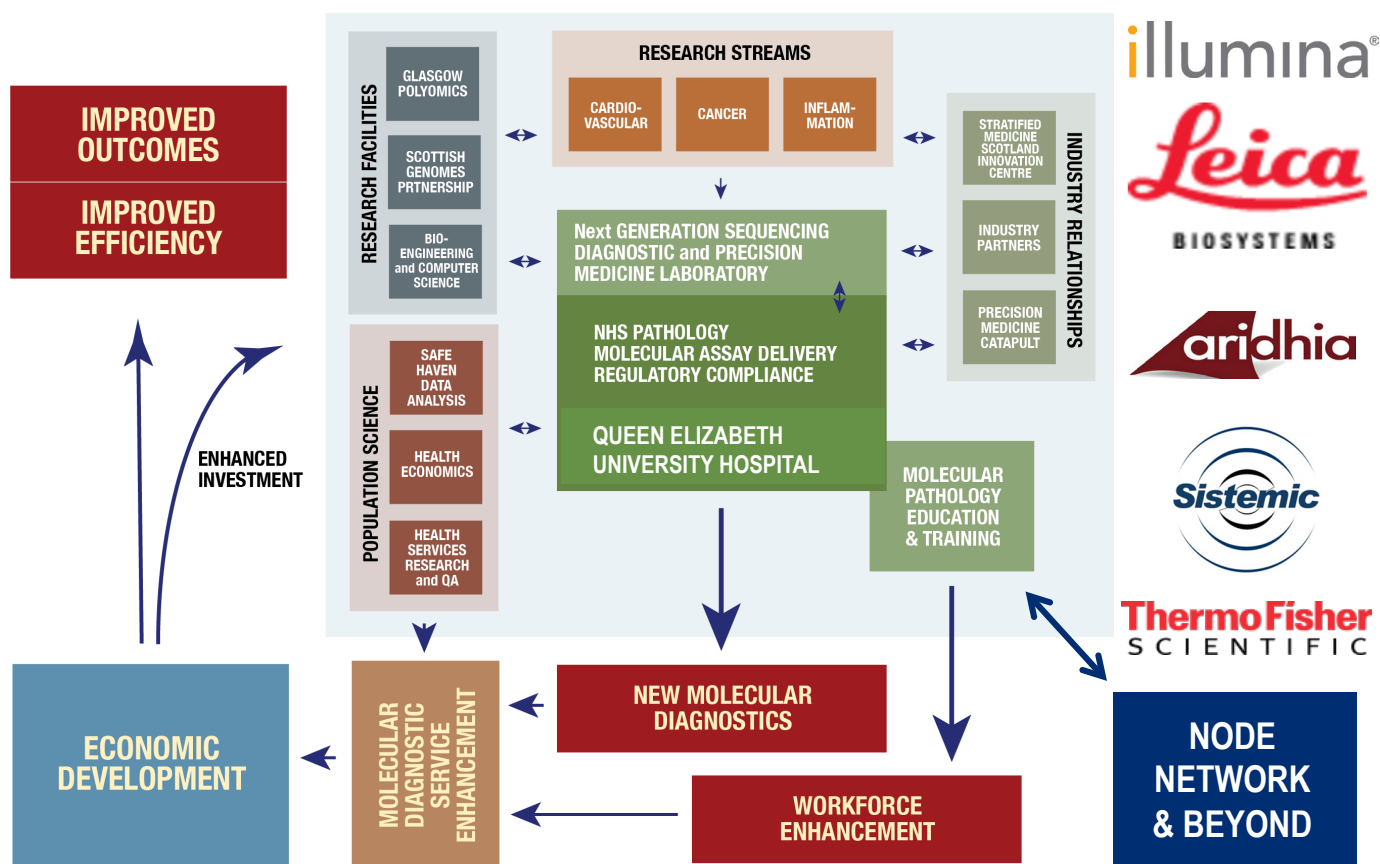 IMPROVED
OUTCOMES
IMPROVED
EFFICIENCY
ENHANCED
INVESTMENT
RESEARCH FACILITIES
GLASGOW
POLYOMICS
SCOTTISH
GENOMES
PRTNERSHIP
BIO-
ENGINEERING
and COMPUTER
SCIENCE
RESEARCH STREAMS
CARDIO-
VASCULAR
CANCER
INFLAM-
MATION
Next GENERATION SEQUENCING
DIAGNOSTIC and PRECISION
MEDICINE LABORATORY
NHS PATHOLOGY
MOLECULAR ASSAY DELIVERY
REGULATORY COMPLIANCE
QUEEN ELIZABETH
UNIVERSITY HOSPITAL
INDUSTRY RELATIONSHIPS
STRATIFIED
MEDICINE
SCOTLAND
INNOVATION
CENTRE
INDUSTRY
PARTNERS
PRECISION
MEDICINE
CATAPULT
POPULATION SCIENCE
SAFE
HAVEN
DATA
ANALYSIS
HEALTH
ECONOMICS
HEALTH
SERVICES
RESEARCH
and QA
MOLECULAR
PATHOLOGY
EDUCATION
& TRAINING
illumina®
Leica
BIOSYSTEMS
aridhia
Sistemic
ThermoFisher
SCIENTIFIC
ECONOMIC
DEVELOPMENT
MOLECULAR
DIAGNOSTIC
SERVICE
ENHANCEMENT
NEW MOLECULAR
DIAGNOSTICS
WORKFORCE
ENHANCEMENT
NODE
NETWORK
& BEYOND